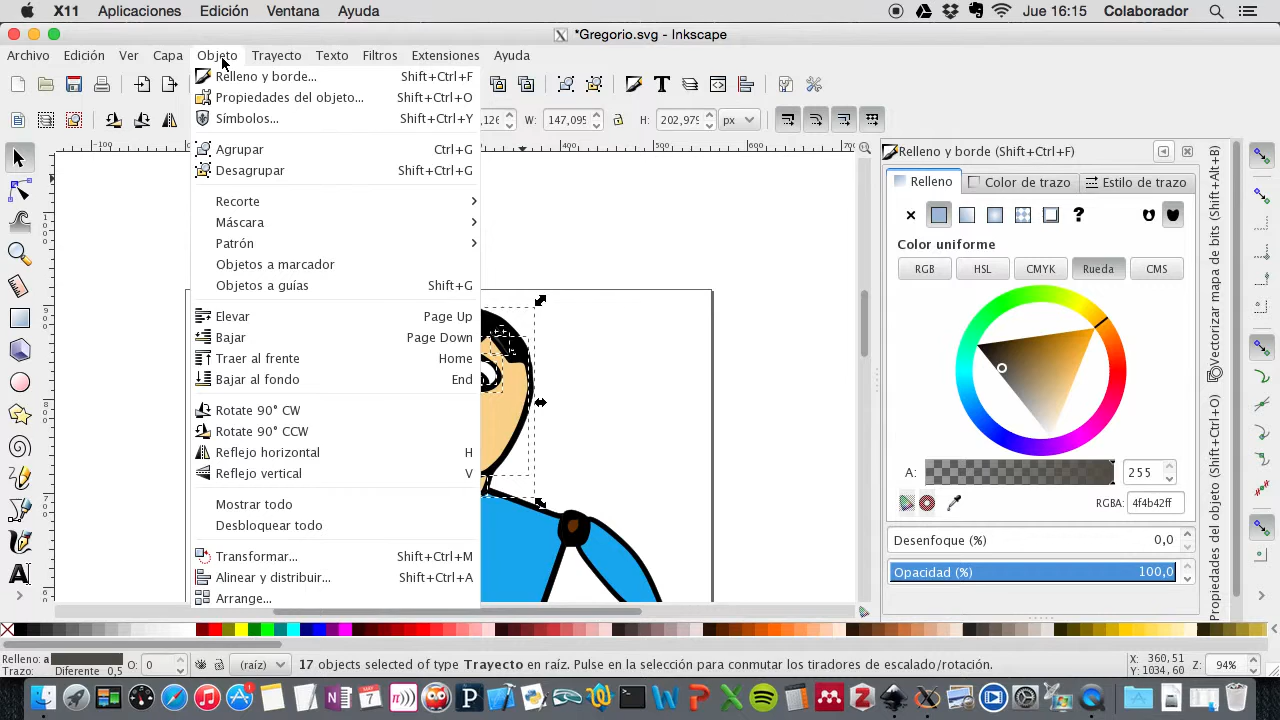 X11 Aplicaciones Edición Ventana Ayuda Jue 16:15 Colaborador
*Gregorio.svg - Inkscape
Archivo Edición Ver Capa Objeto Trayecto Texto Filtros Extensiones Ayuda
Relleno y borde... Shift+Ctrl+F
Propiedades del objeto... Shift+Ctrl+O
Símbolos... Shift+Ctrl+Y
,126 W: 147,095 H: 202,979 px
Agrupar Ctrl+G
Desagrupar Shift+Ctrl+G
Recorte
Máscara
Patrón
Objetos a marcador
Objetos a guías Shift+G
Elevar Page Up
Bajar Page Down
Traer al frente Home
Bajar al fondo End
Rotate 90° CW
Rotate 90° CCW
Reflejo horizontal H
Reflejo vertical V
Mostrar todo
Desbloquear todo
Transformar... Shift+Ctrl+M
Alinear y distribuir... Shift+Ctrl+A
Arrange...
-100 0 400 500 600
Relleno y borde (Shift+Ctrl+F)
Relleno Color de trazo Estilo de trazo
Color uniforme
RGB HSL CMYK Rueda CMS
A: 255
RGBA: 4f4b42ff
Desenfoque (%) 0,0
Opacidad (%) 100,0
Vectorizar mapa de bits (Shift+Alt+B)
Propiedades del objeto (Shift+Ctrl+O)
Relleno: a
Trazo: Diferente 0,5
O: 0
(raíz)
17 objects selected of type Trayecto en raíz. Pulse en la selección para conmutar los tiradores de escalado/rotación.
X: 360,51
Y: 1034,60
Z: 94%